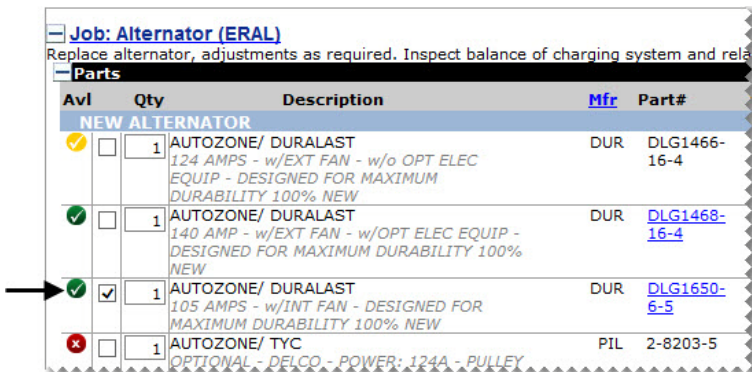 Job: Alternator (ERAL)
Replace alternator, adjustments as required. Inspect balance of charging system and rela
Parts
Avl Qty Description Mfr Part#
NEW ALTERNATOR
1 AUTOZONE/ DURALAST DUR DLG1466-
124 AMPS - w/EXT FAN - w/o OPT ELEC 16-4
EQUIP - DESIGNED FOR MAXIMUM
DURABILITY 100% NEW
1 AUTOZONE/ DURALAST DUR DLG1468-
140 AMP - w/EXT FAN - w/OPT ELEC EQUIP - 16-4
DESIGNED FOR MAXIMUM DURABILITY 100%
NEW
1 AUTOZONE/ DURALAST DUR DLG1650-
105 AMPS - w/INT FAN - DESIGNED FOR 6-5
MAXIMUM DURABILITY 100% NEW
1 AUTOZONE/ TYC PIL 2-8203-5
OPTIONAL - DELCO - POWER: 124A - PULLEY